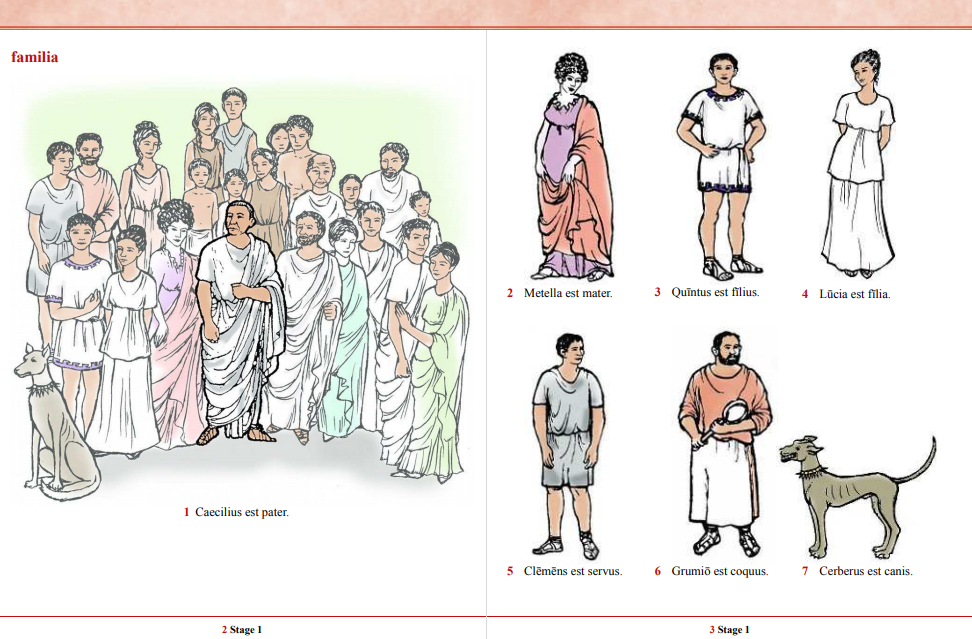 familia
1 Caecilius est pater.
2 Stage 1
2 Metella est mater.
3 Quīntus est fīlius.
4 Lūcia est fīlia.
5 Clēmēns est servus.
6 Grumiō est coquus.
7 Cerberus est canis.
3 Stage 1